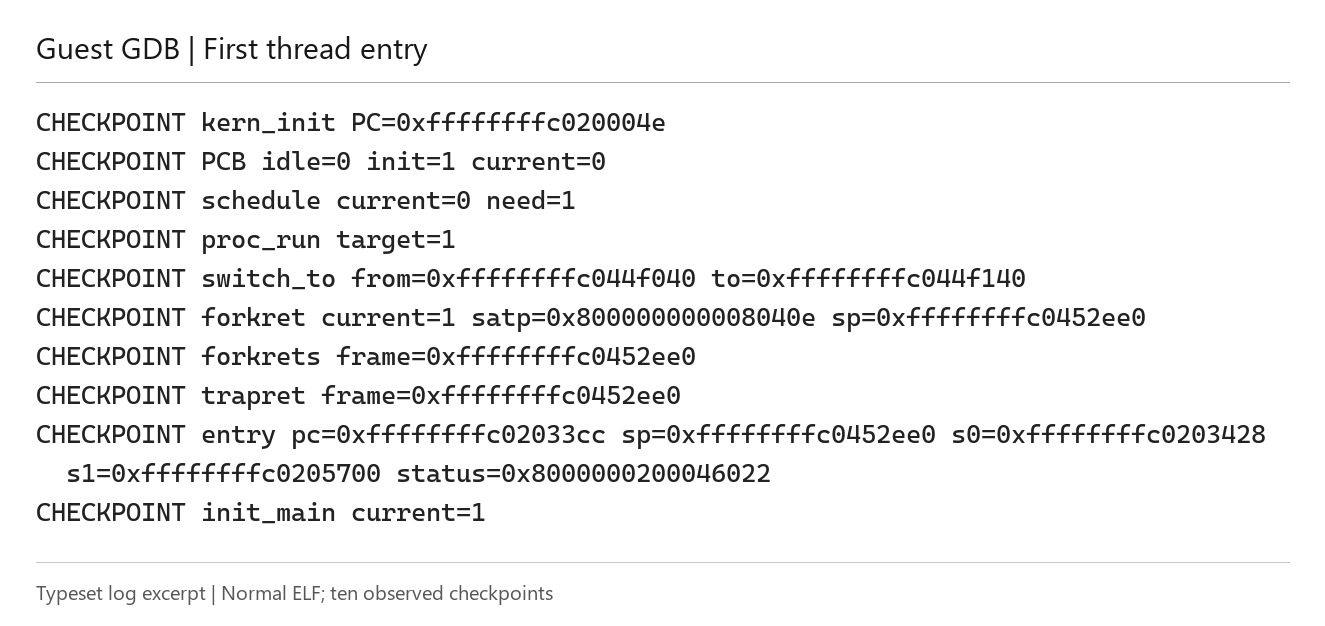 Guest GDB | First thread entry
CHECKPOINT kern_init PC=0xffffffffc020004e
CHECKPOINT PCB idle=0 init=1 current=0
CHECKPOINT schedule current=0 need=1
CHECKPOINT proc_run target=1
CHECKPOINT switch_to from=0xffffffffc044f040 to=0xffffffffc044f140
CHECKPOINT forkret current=1 satp=0x800000000008040e sp=0xffffffffc0452ee0
CHECKPOINT forkrets frame=0xffffffffc0452ee0
CHECKPOINT trapret frame=0xffffffffc0452ee0
CHECKPOINT entry pc=0xffffffffc02033cc sp=0xffffffffc0452ee0 s0=0xffffffffc0203428
s1=0xffffffffc0205700 status=0x8000000200046022
CHECKPOINT init_main current=1
Typeset log excerpt | Normal ELF; ten observed checkpoints